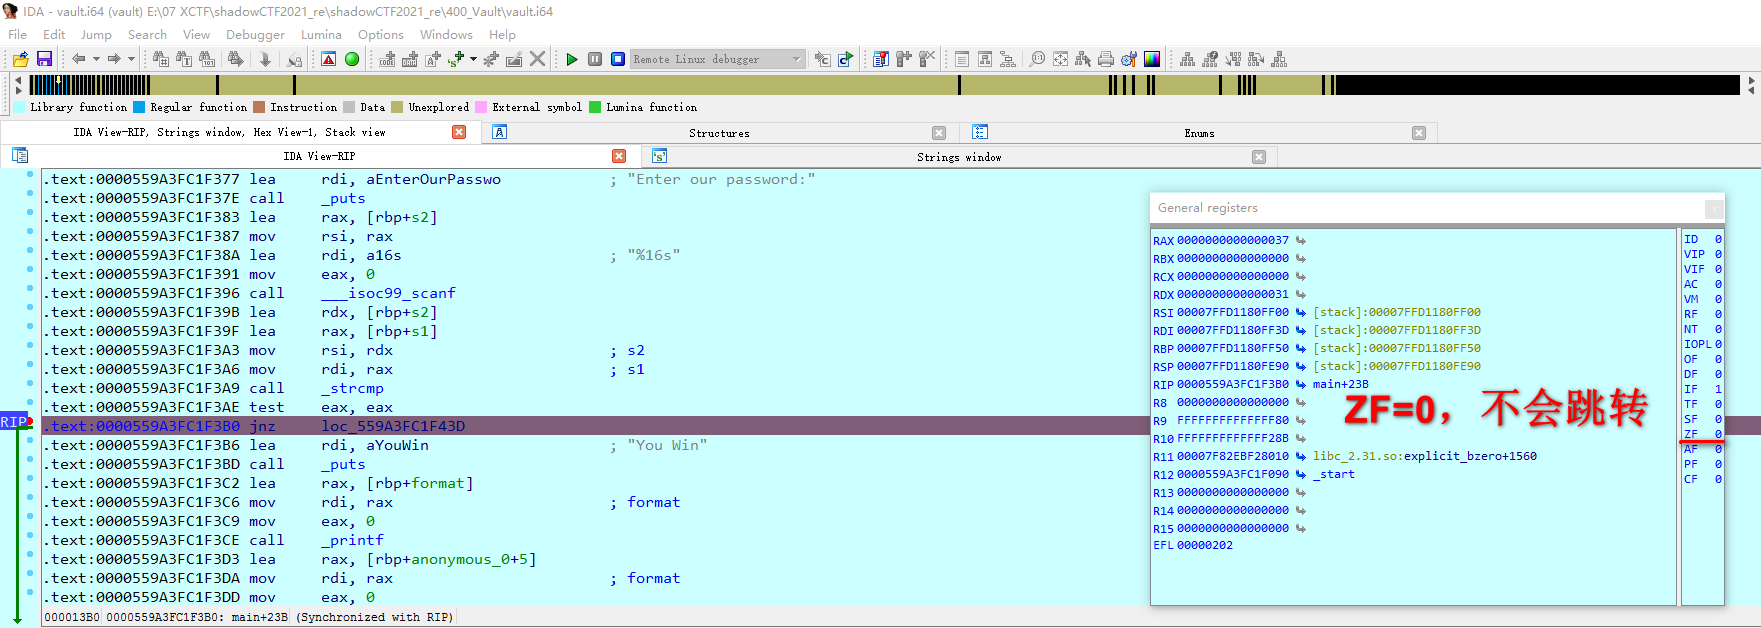 IDA - vault.i64 (vault) E:\07 XCTF\shadowCTF2021_re\shadowCTF2021_re\400_Vault\vault.i64
File Edit Jump Search View Debugger Lumina Options Windows Help
Remote Linux debugger
Library function Regular function Instruction Data Unexplored External symbol Lumina function
IDA View-RIP, Strings window, Hex View-1, Stack view Structures Enums
IDA View-RIP Strings window
.text:0000559A3FC1F377 lea rdi, aEnterOurPasswo ; "Enter our password:"
.text:0000559A3FC1F37E call _puts
.text:0000559A3FC1F383 lea rax, [rbp+s2]
.text:0000559A3FC1F387 mov rsi, rax
.text:0000559A3FC1F38A lea rdi, a16s ; "%16s"
.text:0000559A3FC1F391 mov eax, 0
.text:0000559A3FC1F396 call ___isoc99_scanf
.text:0000559A3FC1F39B lea rdx, [rbp+s2]
.text:0000559A3FC1F39F lea rax, [rbp+s1]
.text:0000559A3FC1F3A3 mov rsi, rdx ; s2
.text:0000559A3FC1F3A6 mov rdi, rax ; s1
.text:0000559A3FC1F3A9 call _strcmp
.text:0000559A3FC1F3AE test eax, eax
RIP .text:0000559A3FC1F3B0 jnz loc_559A3FC1F43D
.text:0000559A3FC1F3B6 lea rdi, aYouWin ; "You Win"
.text:0000559A3FC1F3BD call _puts
.text:0000559A3FC1F3C2 lea rax, [rbp+format]
.text:0000559A3FC1F3C6 mov rdi, rax ; format
.text:0000559A3FC1F3C9 mov eax, 0
.text:0000559A3FC1F3CE call _printf
.text:0000559A3FC1F3D3 lea rax, [rbp+anonymous_0+5]
.text:0000559A3FC1F3DA mov rdi, rax ; format
.text:0000559A3FC1F3DD mov eax, 0
000013B0 0000559A3FC1F3B0: main+23B (Synchronized with RIP)
General registers
RAX 0000000000000037
RBX 0000000000000000
RCX 0000000000000000
RDX 0000000000000031
RSI 00007FFD1180FF00 [stack]:00007FFD1180FF00
RDI 00007FFD1180FF3D [stack]:00007FFD1180FF3D
RBP 00007FFD1180FF50 [stack]:00007FFD1180FF50
RSP 00007FFD1180FE90 [stack]:00007FFD1180FE90
RIP 0000559A3FC1F3B0 main+23B
R8 0000000000000000
R9 FFFFFFFFFFFFFF80
R10 FFFFFFFFFFFFF28B
R11 00007F82EBF28010 libc_2.31.so:explicit_bzero+1560
R12 0000559A3FC1F090 _start
R13 0000000000000000
R14 0000000000000000
R15 0000000000000000
EFL 00000202
ID 0
VIP 0
VIF 0
AC 0
VM 0
RF 0
NT 0
IOPL 0
OF 0
DF 0
IF 1
TF 0
SF 0
ZF 0
AF 0
PF 0
CF 0
ZF=0，不会跳转